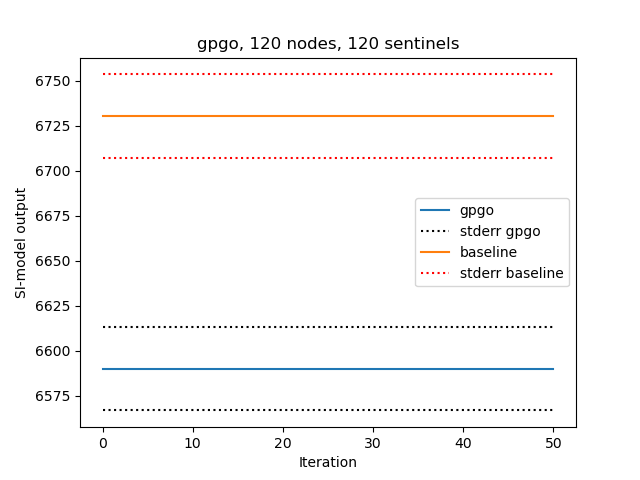 gpgo, 120 nodes, 120 sentinels
SI-model output
6750
6725
6700
6675
6650
6625
6600
6575
gpgo
stderr gpgo
baseline
stderr baseline
0 10 20 30 40 50
Iteration